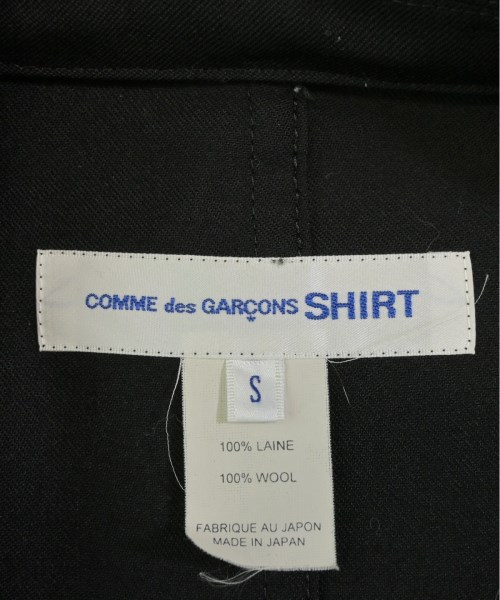 COMME des GARÇONS SHIRT
S
100% LAINE
100% WOOL
FABRIQUE AU JAPON
MADE IN JAPAN